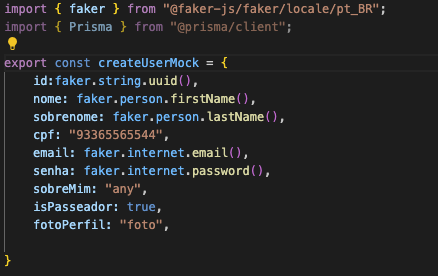 import { faker } from "@faker-js/faker/locale/pt_BR";
import { Prisma } from "@prisma/client";
export const createUserMock = {
id:faker.string.uuid(),
nome: faker.person.firstName(),
sobrenome: faker.person.lastName(),
cpf: "93365565544",
email: faker.internet.email(),
senha: faker.internet.password(),
sobreMim: "any",
isPasseador: true,
fotoPerfil: "foto",
}